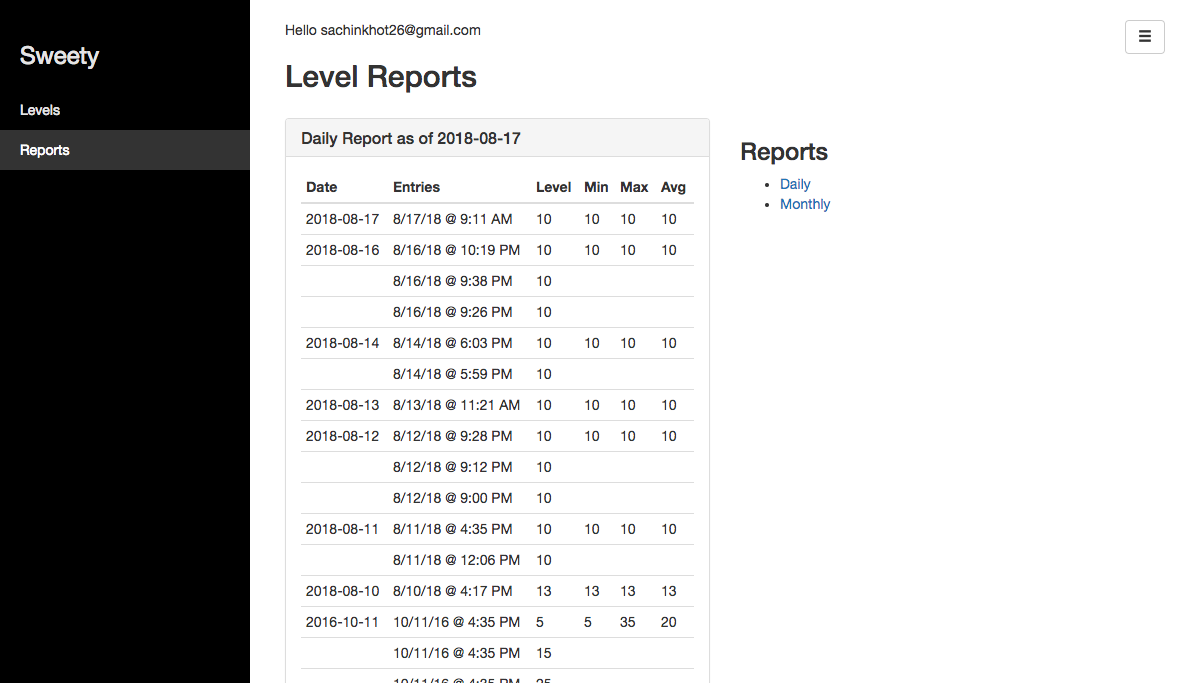 Sweety
Levels
Reports
Hello sachinkhot26@gmail.com
Level Reports
Daily Report as of 2018-08-17
Date Entries Level Min Max Avg
2018-08-17 8/17/18 @ 9:11 AM 10 10 10 10
2018-08-16 8/16/18 @ 10:19 PM 10 10 10 10
8/16/18 @ 9:38 PM 10
8/16/18 @ 9:26 PM 10
2018-08-14 8/14/18 @ 6:03 PM 10 10 10 10
8/14/18 @ 5:59 PM 10
2018-08-13 8/13/18 @ 11:21 AM 10 10 10 10
2018-08-12 8/12/18 @ 9:28 PM 10 10 10 10
8/12/18 @ 9:12 PM 10
8/12/18 @ 9:00 PM 10
2018-08-11 8/11/18 @ 4:35 PM 10 10 10 10
8/11/18 @ 12:06 PM 10
2018-08-10 8/10/18 @ 4:17 PM 13 13 13 13
2016-10-11 10/11/16 @ 4:35 PM 5 5 35 20
10/11/16 @ 4:35 PM 15
10/11/16 @ 4:35 PM 25
Reports
Daily
Monthly